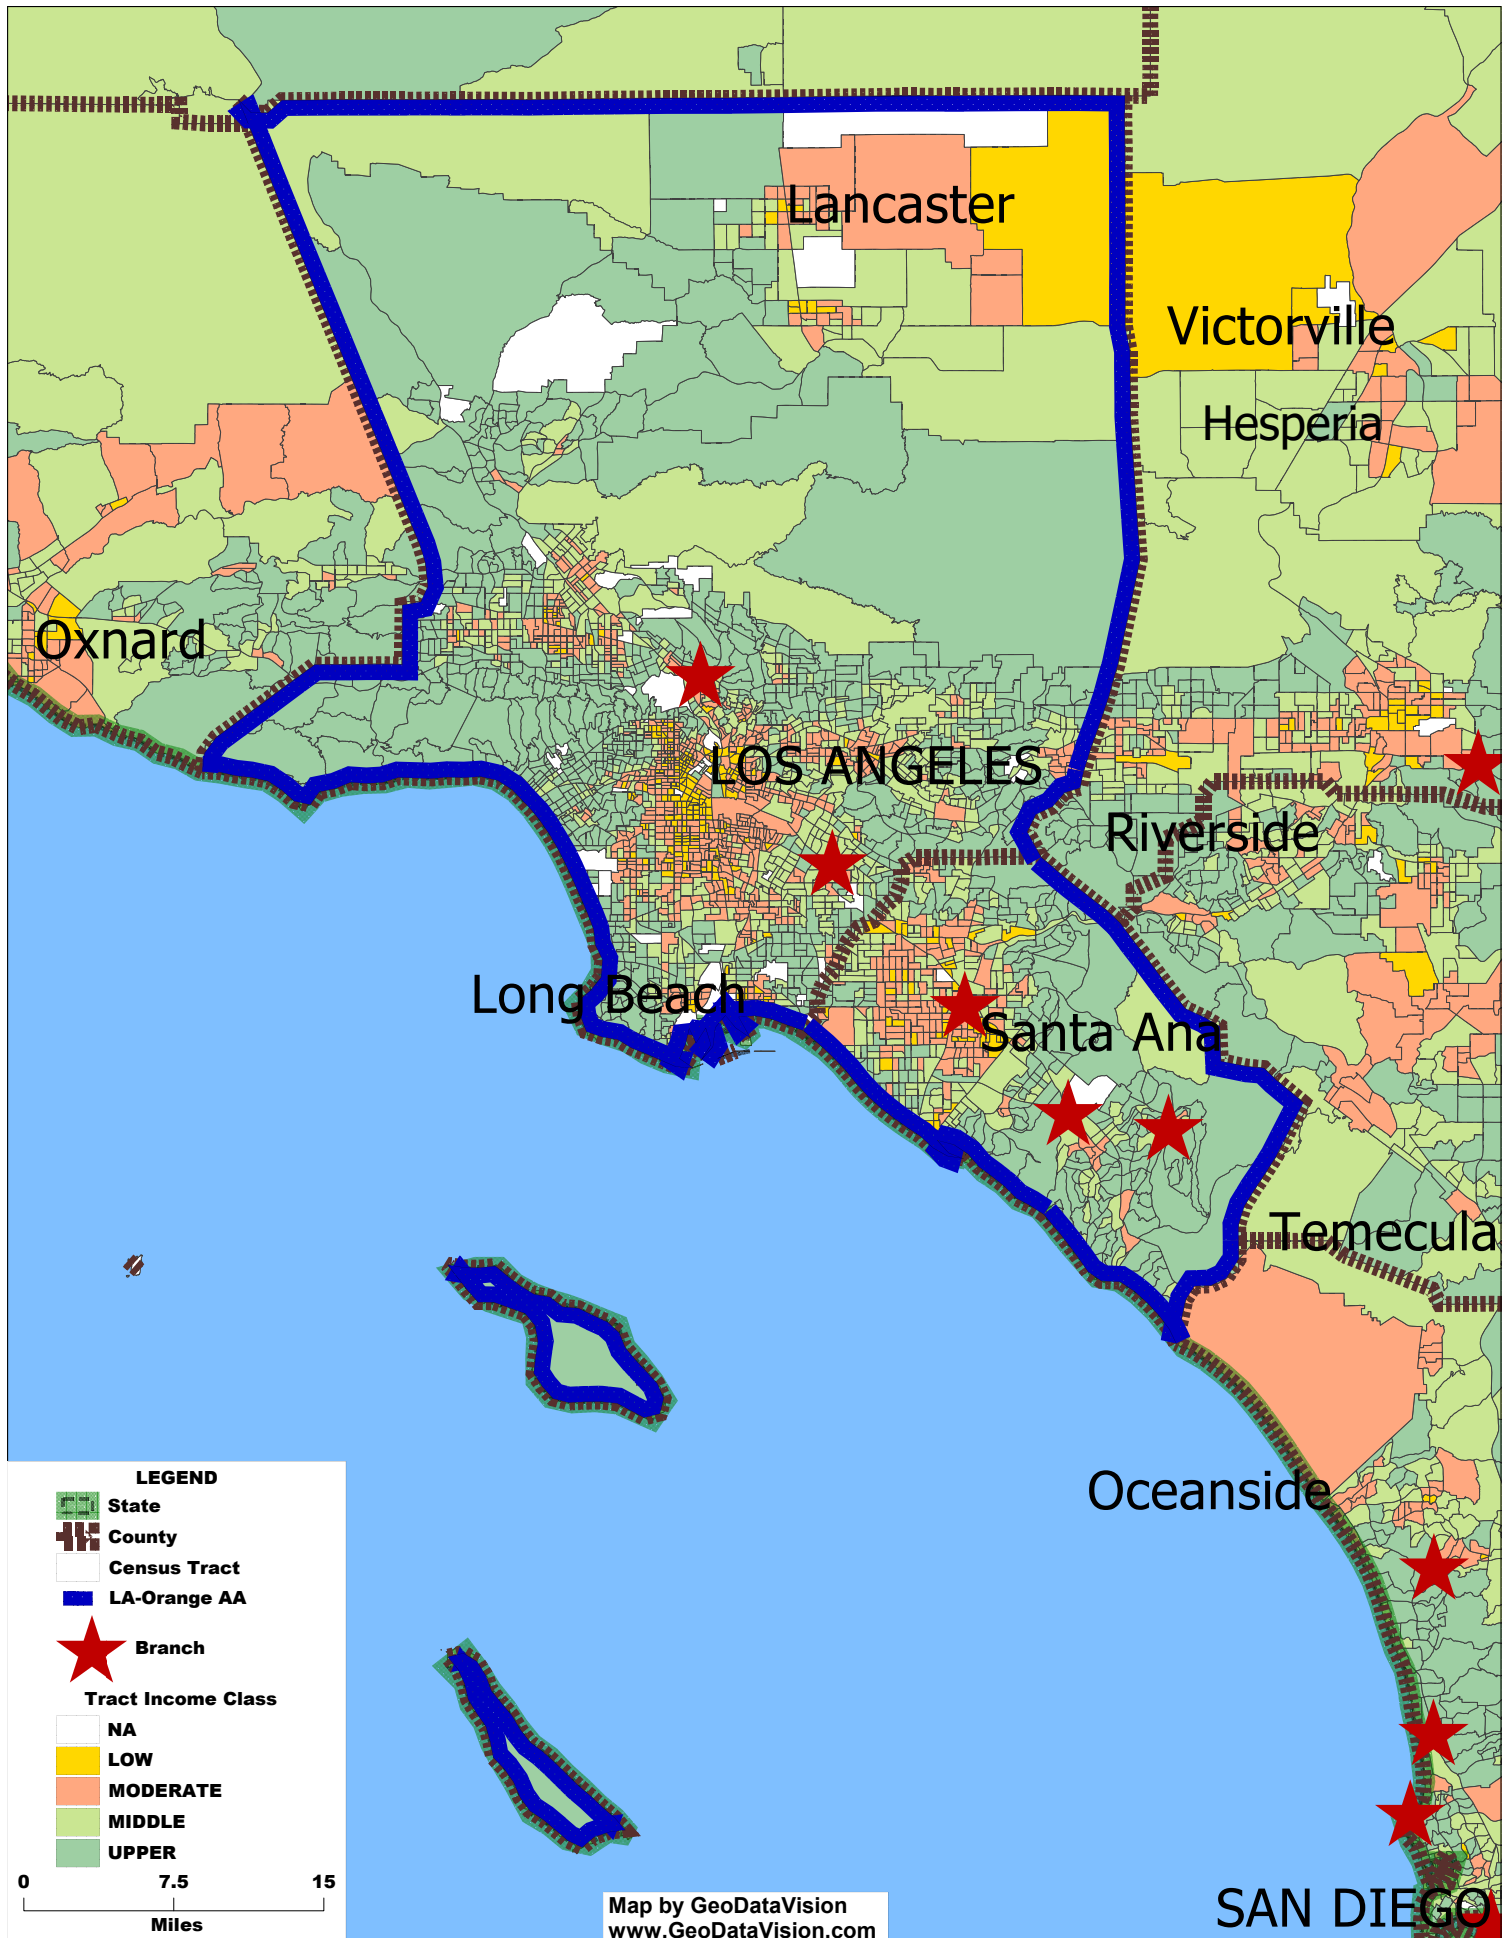 Lancaster
Victorville
Hesperia
Oxnard
LOS ANGELES
Riverside
Long Beach
Santa Ana
Temecula
Oceanside
SAN DIEGO
LEGEND
State
County
Census Tract
LA-Orange AA
Branch
Tract Income Class
NA
LOW
MODERATE
MIDDLE
UPPER
0 7.5 15
Miles
Map by GeoDataVision
www.GeoDataVision.com